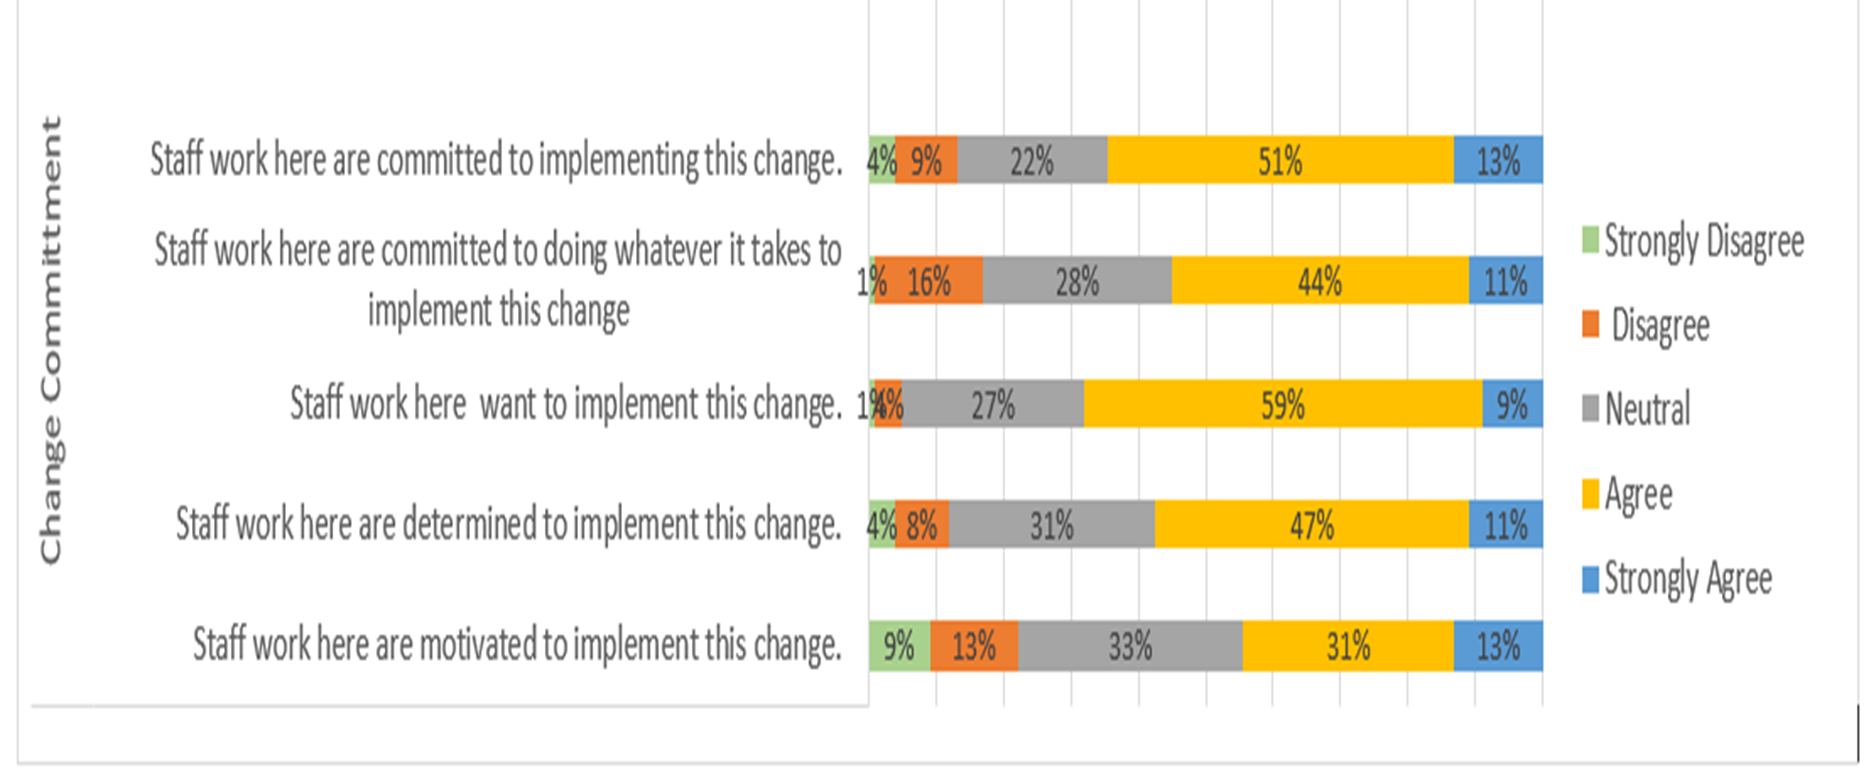 Change Committment
Staff work here are committed to implementing this change.
4% 9% 22% 51% 13%
Staff work here are committed to doing whatever it takes to
implement this change
1% 16% 28% 44% 11%
Staff work here want to implement this change.
1% 4% 27% 59% 9%
Staff work here are determined to implement this change.
4% 8% 31% 47% 11%
Staff work here are motivated to implement this change.
9% 13% 33% 31% 13%
Strongly Disagree
Disagree
Neutral
Agree
Strongly Agree